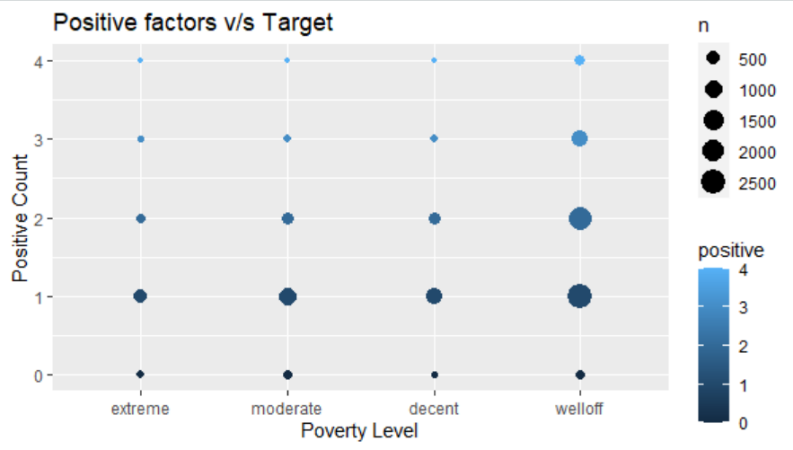 Positive factors v/s Target
Positive Count
4
3
2
1
0
extreme moderate decent welloff
Poverty Level
n
500
1000
1500
2000
2500
positive
4
3
2
1
0